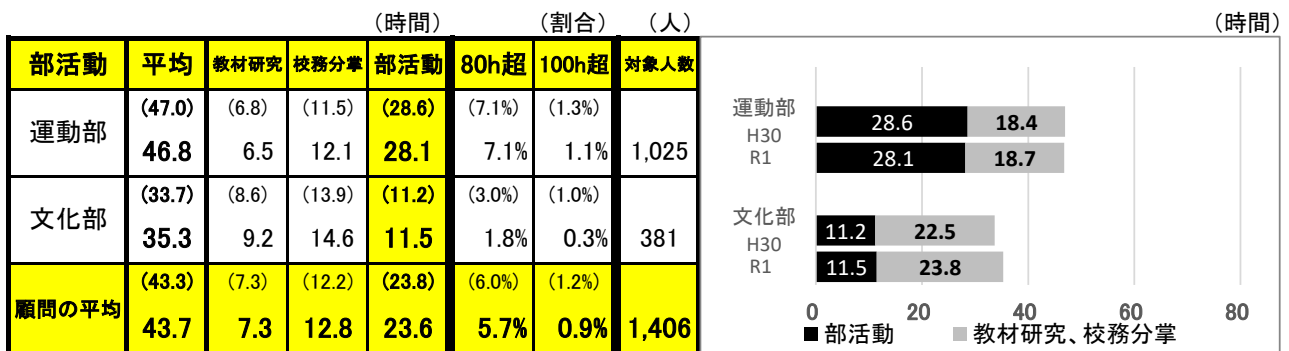 （時間） （割合） （人） （時間）
部活動 平均 教材研究 校務分掌 部活動 80h超 100h超 対象人数
運動部 (47.0) (6.8) (11.5) (28.6) (7.1%) (1.3%)
46.8 6.5 12.1 28.1 7.1% 1.1% 1,025
文化部 (33.7) (8.6) (13.9) (11.2) (3.0%) (1.0%)
35.3 9.2 14.6 11.5 1.8% 0.3% 381
顧問の平均 (43.3) (7.3) (12.2) (23.8) (6.0%) (1.2%)
43.7 7.3 12.8 23.6 5.7% 0.9% 1,406
運動部
H30 28.6 18.4
R1 28.1 18.7
文化部
H30 11.2 22.5
R1 11.5 23.8
0 20 40 60 80
部活動 教材研究、校務分掌